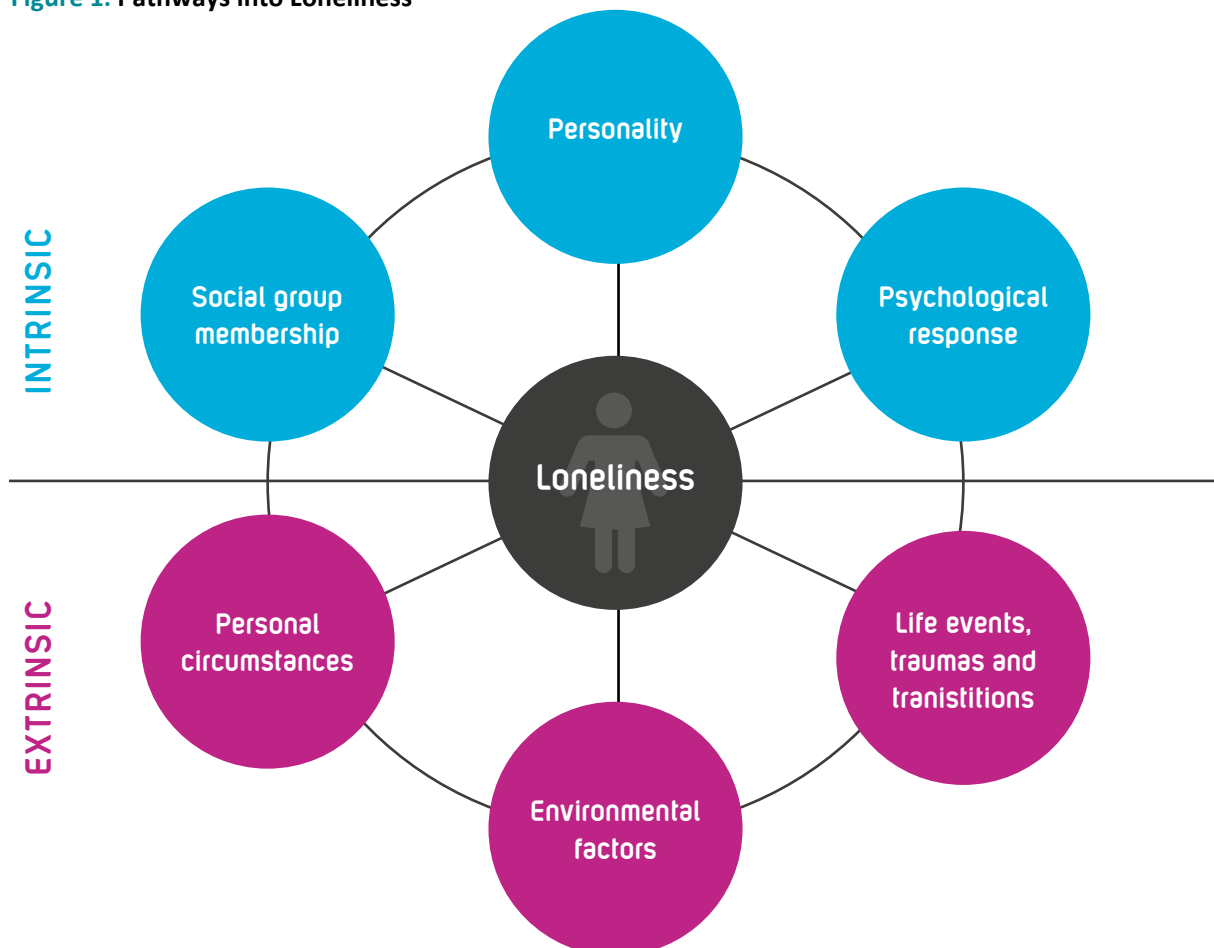 Figure 1: Pathways into Loneliness
Personality
Social group
membership
Psychological
response
INTRINSIC
Loneliness
EXTRINSIC
Personal
circumstances
Life events,
traumas and
tranistitions
Environmental
factors